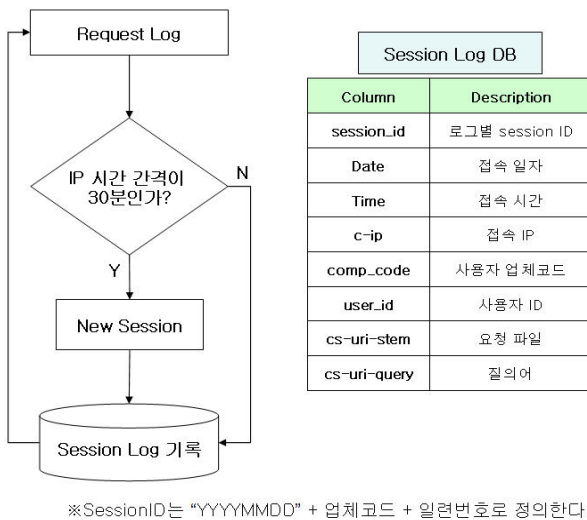 Request Log
IP 시간 간격이
30분인가?
N
Y
New Session
Session Log 기록
Session Log DB
Column Description
session_id 로그별 session ID
Date 접속 일자
Time 접속 시간
c-ip 접속 IP
comp_code 사용자 업체코드
user_id 사용자 ID
cs-uri-stem 요청 파일
cs-uri-query 질의어
※SessionID는 “YYYYMMDD” + 업체코드 + 일련번호로 정의한다